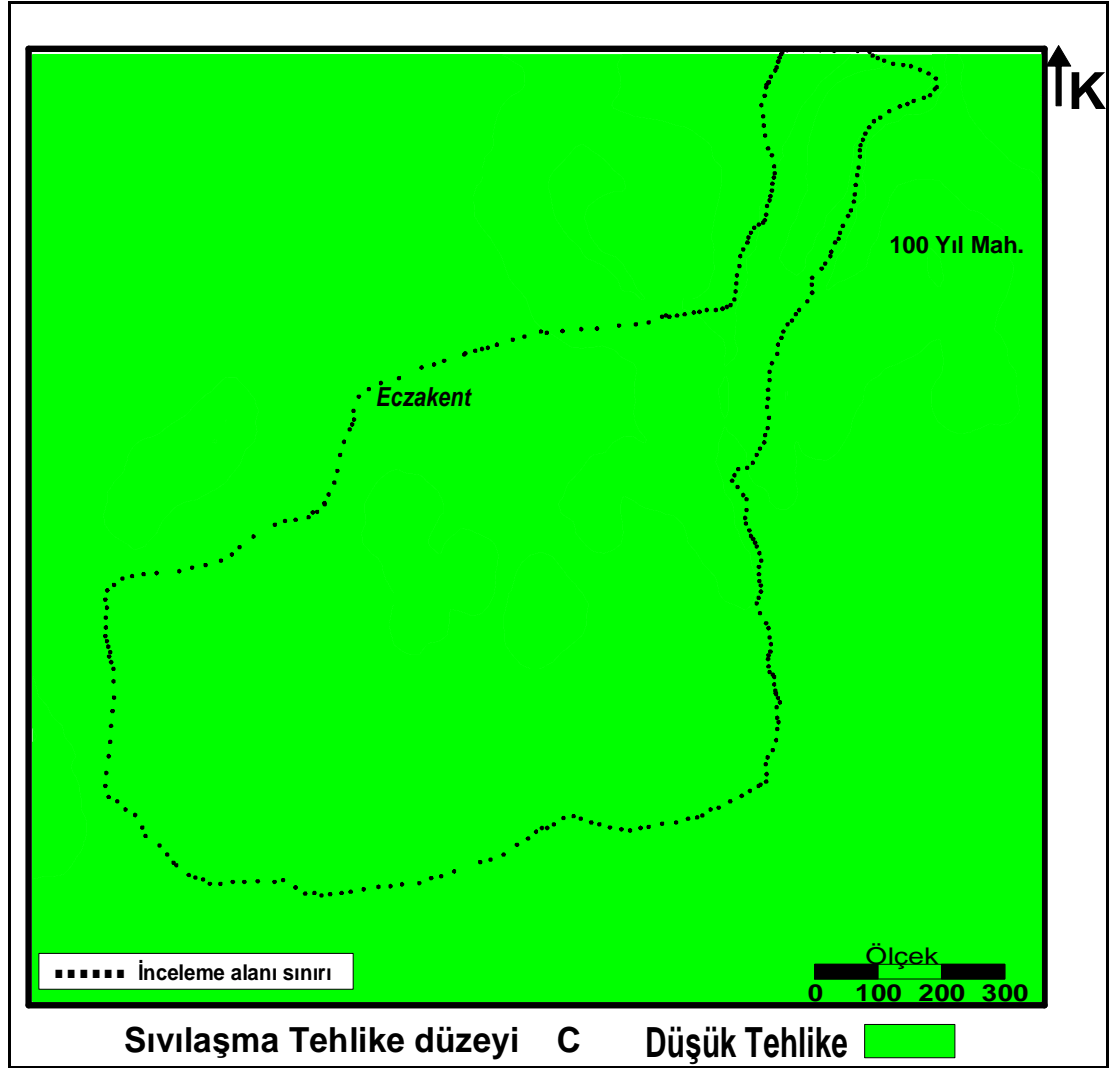 K
100 Yıl Mah.
Eczakent
İnceleme alanı sınırı
Ölçek
0 100 200 300
Sıvılaşma Tehlike düzeyi C Düşük Tehlike